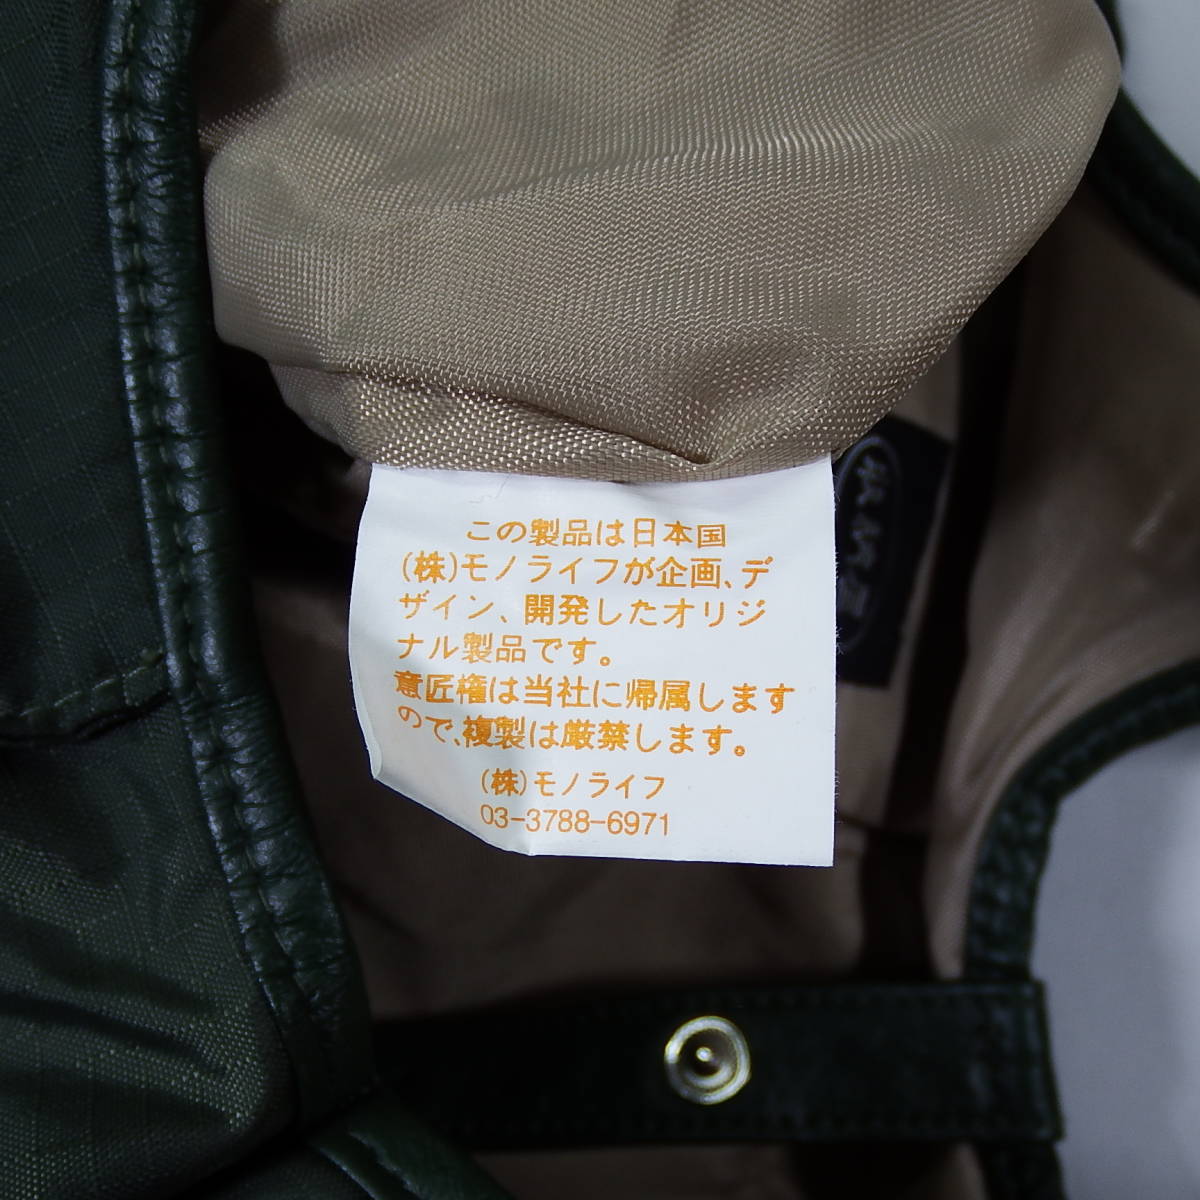 この製品は日本国
(株)モノライフが企画、デ
ザイン、開発したオリジ
ナル製品です。
意匠権は当社に帰属します
ので、複製は厳禁します。
(株)モノライフ
03-3788-6971